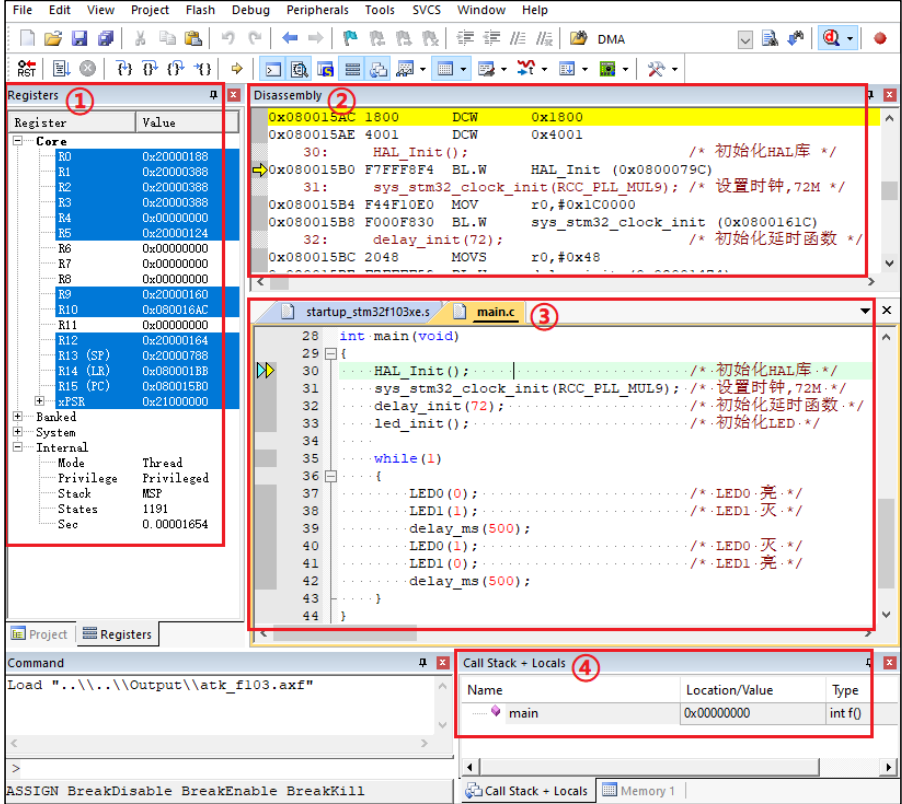 File Edit View Project Flash Debug Peripherals Tools SVCS Window Help
DMA
RST
Registers ①
Register Value
Core
R0 0x20000188
R1 0x20000388
R2 0x20000388
R3 0x20000388
R4 0x00000000
R5 0x20000124
R6 0x00000000
R7 0x00000000
R8 0x00000000
R9 0x20000160
R10 0x080016AC
R11 0x00000000
R12 0x20000164
R13 (SP) 0x20000788
R14 (LR) 0x080001BB
R15 (PC) 0x080015B0
xPSR 0x21000000
Banked
System
Internal
Mode Thread
Privilege Privileged
Stack MSP
States 1191
Sec 0.00001654
Project Registers
Disassembly ②
0x080015AC 1800 DCW 0x1800
0x080015AE 4001 DCW 0x4001
30: HAL_Init(); /* 初始化HAL库 */
0x080015B0 F7FFF8F4 BL.W HAL_Init (0x0800079C)
31: sys_stm32_clock_init(RCC_PLL_MUL9); /* 设置时钟,72M */
0x080015B4 F44F10E0 MOV r0,#0x1C0000
0x080015B8 F000F830 BL.W sys_stm32_clock_init (0x0800161C)
32: delay_init(72); /* 初始化延时函数 */
0x080015BC 2048 MOVS r0,#0x48
startup_stm32f103xe.s main.c ③
28 int main(void)
29 {
30 HAL_Init(); /* 初始化HAL库 */
31 sys_stm32_clock_init(RCC_PLL_MUL9); /* 设置时钟,72M */
32 delay_init(72); /* 初始化延时函数 */
33 led_init(); /* 初始化LED */
34
35 while(1)
36 {
37 LED0(0); /* LED0 亮 */
38 LED1(1); /* LED1 灭 */
39 delay_ms(500);
40 LED0(1); /* LED0 灭 */
41 LED1(0); /* LED1 亮 */
42 delay_ms(500);
43 }
44 }
Command
Load "..\\..\\Output\\atk_f103.axf"
>
ASSIGN BreakDisable BreakEnable BreakKill
Call Stack + Locals ④
Name Location/Value Type
main 0x00000000 int f()
Call Stack + Locals Memory 1